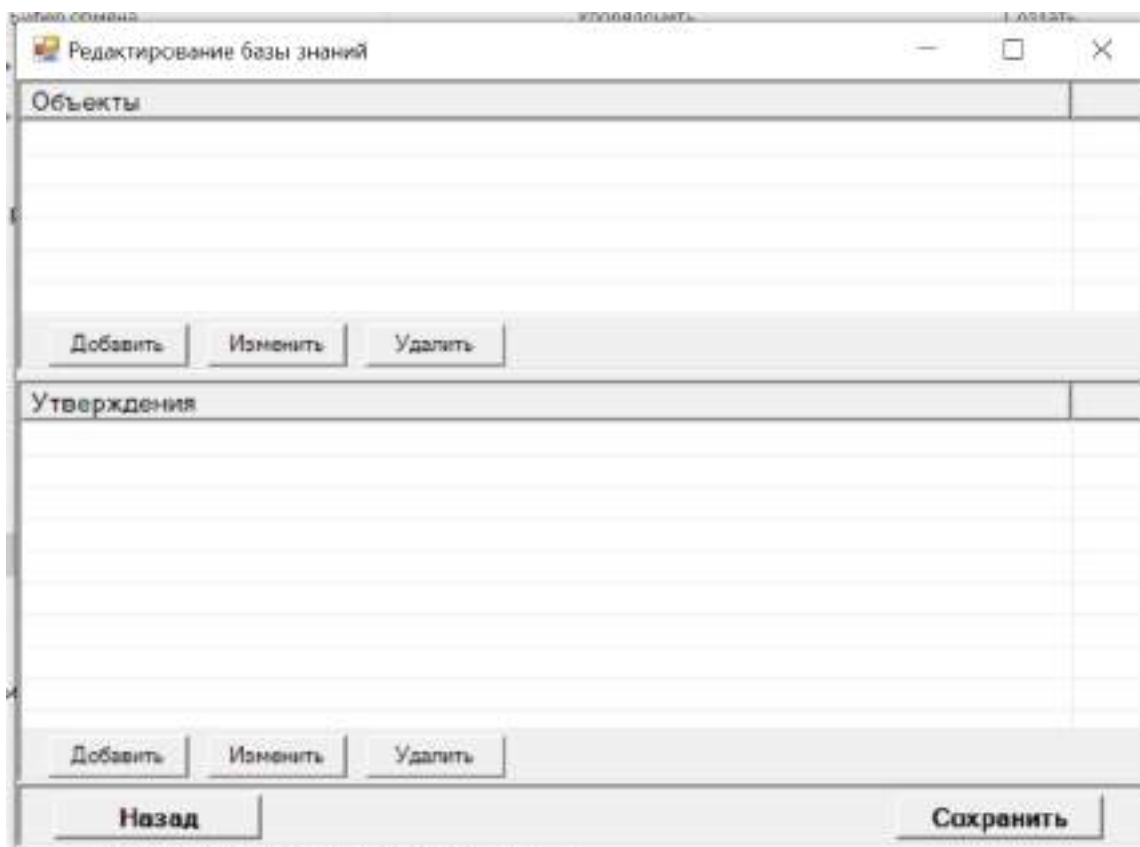 Редактирование базы знаний
Объекты
Добавить Изменить Удалить
Утверждения
Добавить Изменить Удалить
Назад Сохранить